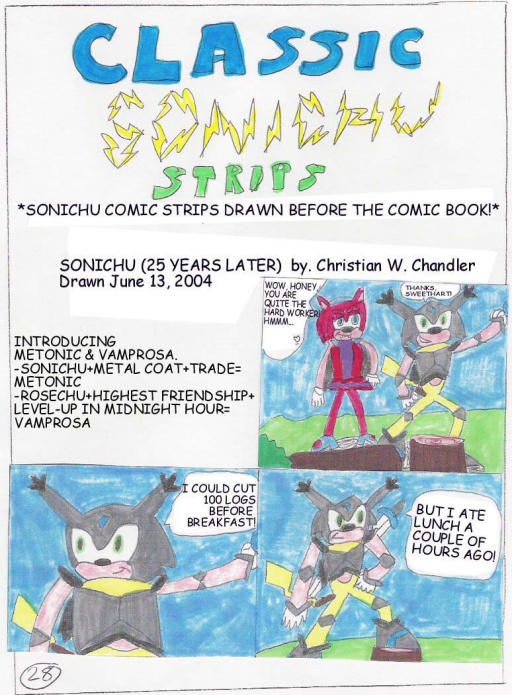 CLASSIC
SONICHU
STRIPS
*SONICHU COMIC STRIPS DRAWN BEFORE THE COMIC BOOK!*
SONICHU (25 YEARS LATER) by. Christian W. Chandler
Drawn June 13, 2004
INTRODUCING
METONIC & VAMPROSA.
-SONICHU+METAL COAT+TRADE=
METONIC
-ROSECHU+HIGHEST FRIENDSHIP+
LEVEL-UP IN MIDNIGHT HOUR=
VAMPROSA
WOW, HONEY,
YOU ARE
QUITE THE
HARD WORKER!
HMMM...
THANKS,
SWEETHART!
I COULD CUT
100 LOGS
BEFORE
BREAKFAST!
BUT I ATE
LUNCH A
COUPLE OF
HOURS AGO!
28